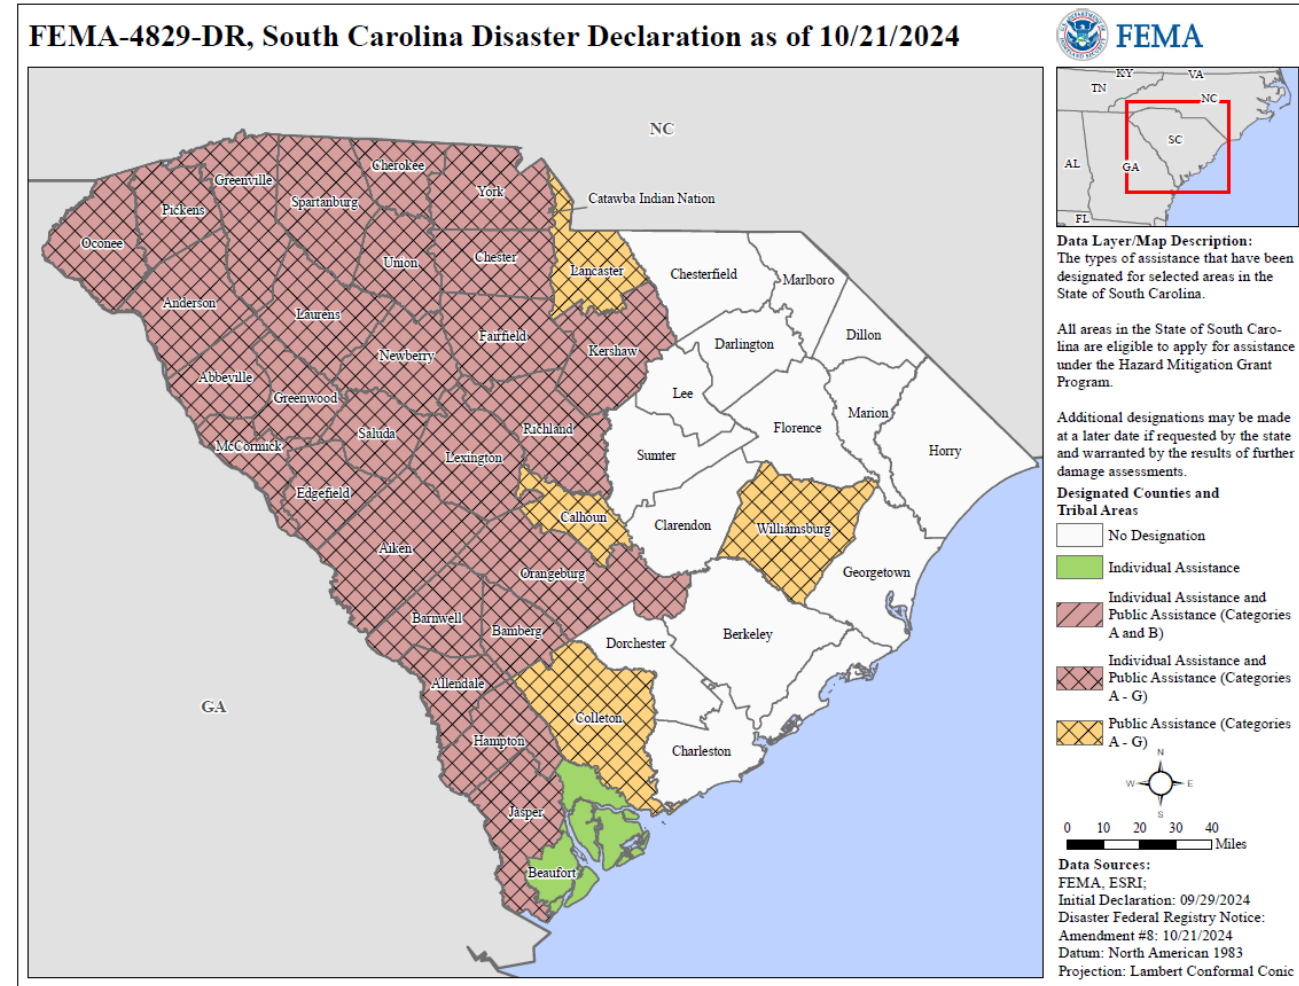 FEMA-4829-DR, South Carolina Disaster Declaration as of 10/21/2024
FEMA
KY
VA
TN
NC
SC
AL
GA
FL
NC
GA
Cherokee
Greenville
York
Spartanburg
Catawba Indian Nation
Pickens
Oconee
Union
Chester
Lancaster
Chesterfield
Marlboro
Anderson
Laurens
Fairfield
Dillon
Darlington
Newberry
Kershaw
Abbeville
Greenwood
Lee
Marion
Saluda
Richland
Florence
McCormick
Lexington
Sumter
Horry
Edgefield
Calhoun
Clarendon
Williamsburg
Aiken
Orangeburg
Georgetown
Barnwell
Bamberg
Dorchester
Berkeley
Allendale
Colleton
Hampton
Charleston
Jasper
Beaufort
Data Layer/Map Description:
The types of assistance that have been
designated for selected areas in the
State of South Carolina.
All areas in the State of South Caro-
lina are eligible to apply for assistance
under the Hazard Mitigation Grant
Program.
Additional designations may be made
at a later date if requested by the state
and warranted by the results of further
damage assessments.
Designated Counties and
Tribal Areas
No Designation
Individual Assistance
Individual Assistance and
Public Assistance (Categories
A and B)
Individual Assistance and
Public Assistance (Categories
A - G)
Public Assistance (Categories
A - G)
N
W
E
S
0 10 20 30 40
Miles
Data Sources:
FEMA, ESRI;
Initial Declaration: 09/29/2024
Disaster Federal Registry Notice:
Amendment #8: 10/21/2024
Datum: North American 1983
Projection: Lambert Conformal Conic